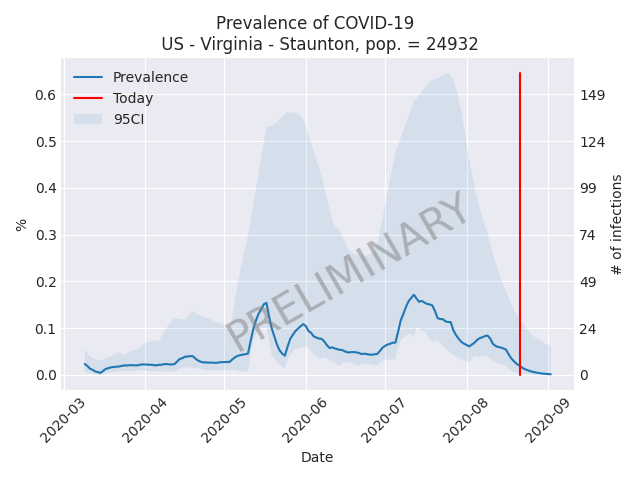 Prevalence of COVID-19
US - Virginia - Staunton, pop. = 24932
Prevalence
Today
95CI
PRELIMINARY
%
0.6
0.5
0.4
0.3
0.2
0.1
0.0
149
124
99
74
49
24
0
# of infections
2020-03
2020-04
2020-05
2020-06
2020-07
2020-08
2020-09
Date